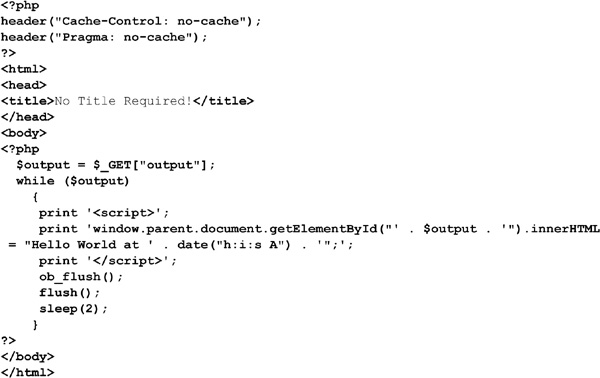 <?php
header("Cache-Control: no-cache");
header("Pragma: no-cache");
?>
<html>
<head>
<title>No Title Required!</title>
</head>
<body>
<?php
  $output = $_GET["output"];
  while ($output)
    {
     print '<script>';
     print 'window.parent.document.getElementById("' . $output . '").innerHTML
 = "Hello World at ' . date("h:i:s A") . '";';
     print '</script>';
     ob_flush();
     flush();
     sleep(2);
    }
?>
</body>
</html>